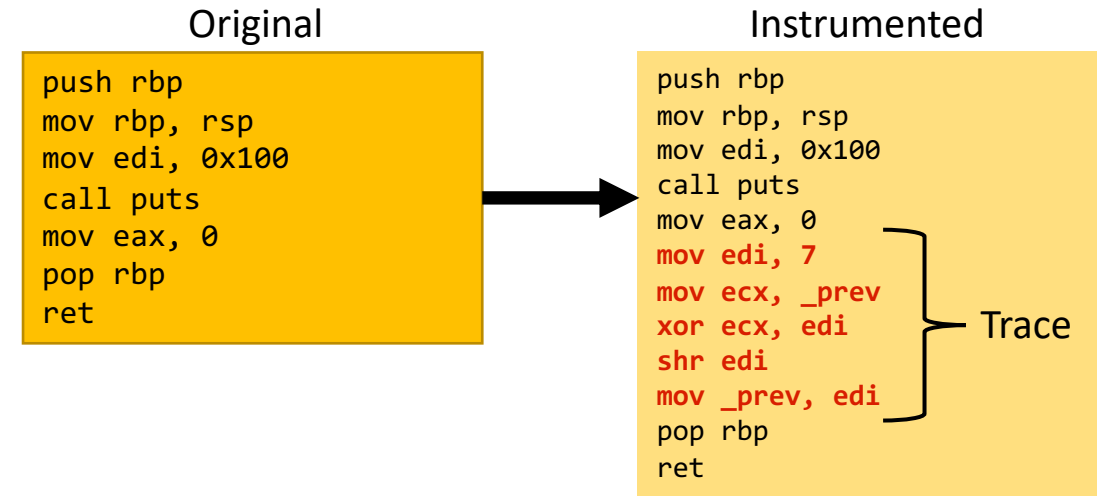 Original
push rbp
mov rbp, rsp
mov edi, 0x100
call puts
mov eax, 0
pop rbp
ret
Instrumented
push rbp
mov rbp, rsp
mov edi, 0x100
call puts
mov eax, 0
mov edi, 7
mov ecx, _prev
xor ecx, edi
shr edi
mov _prev, edi
pop rbp
ret
Trace